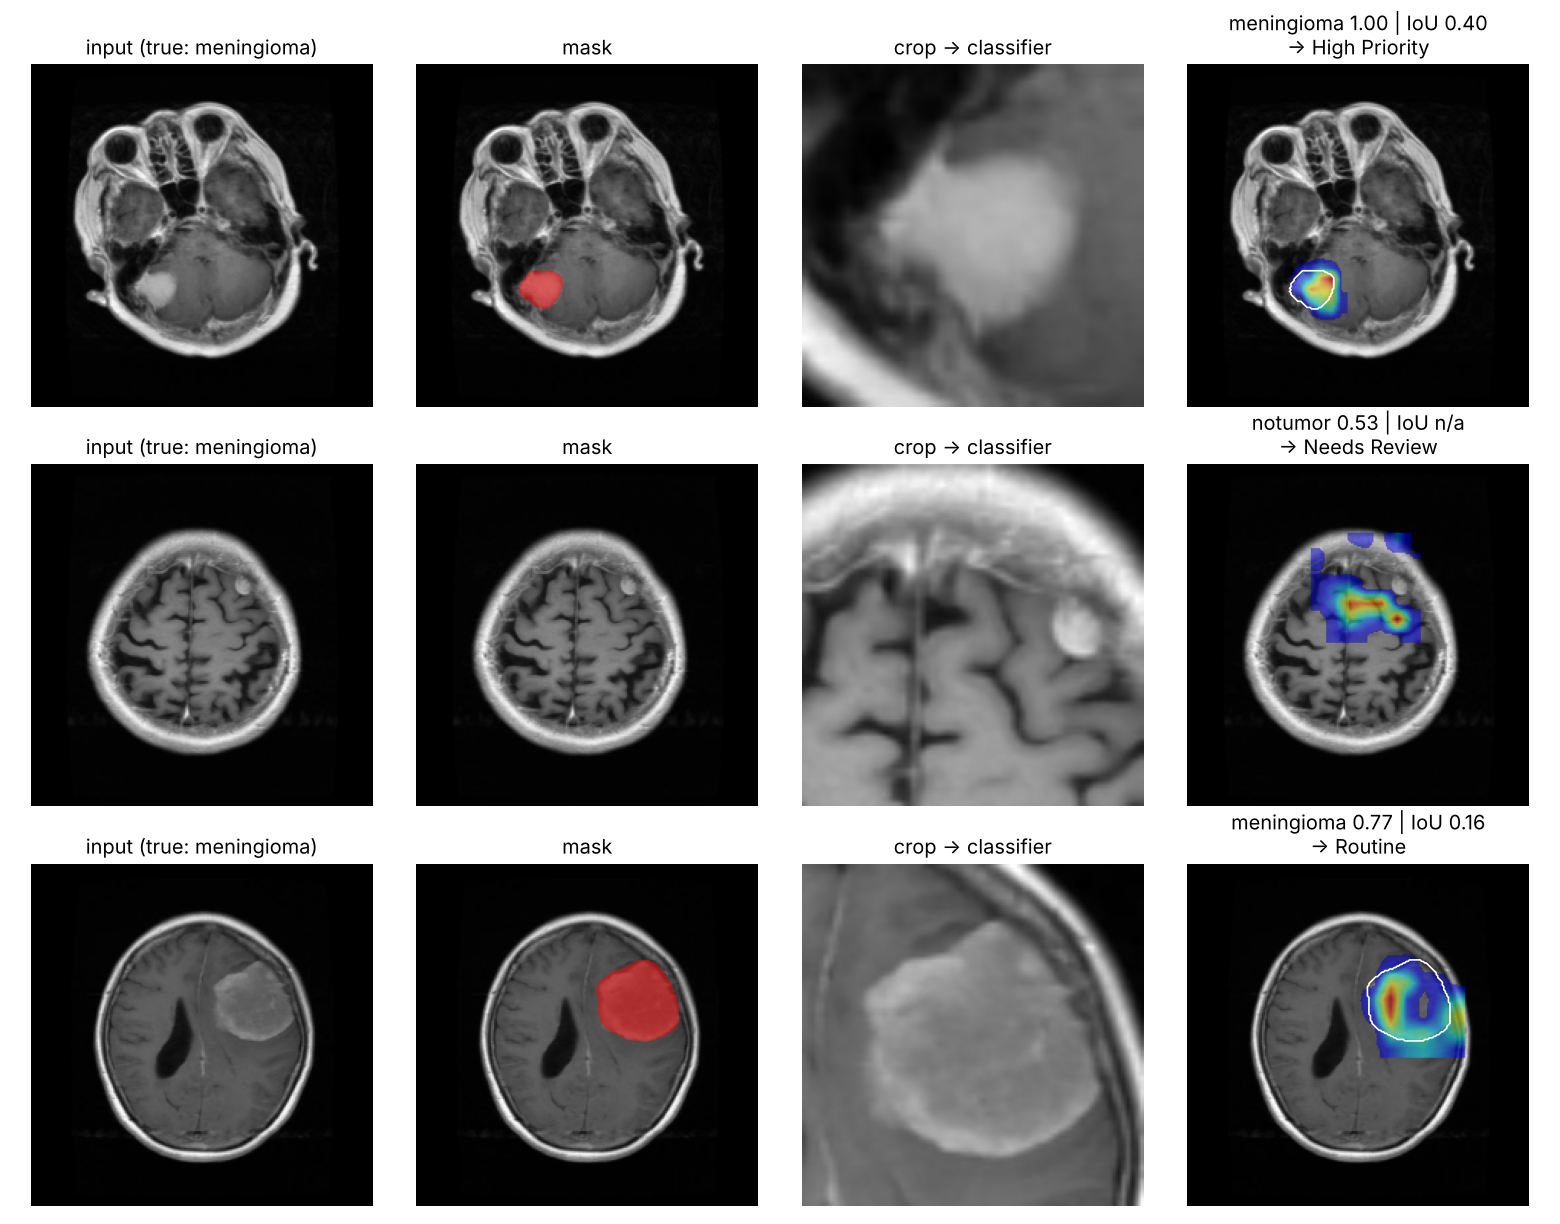 input (true: meningioma)
mask
crop → classifier
meningioma 1.00 | IoU 0.40
→ High Priority
input (true: meningioma)
mask
crop → classifier
notumor 0.53 | IoU n/a
→ Needs Review
input (true: meningioma)
mask
crop → classifier
meningioma 0.77 | IoU 0.16
→ Routine